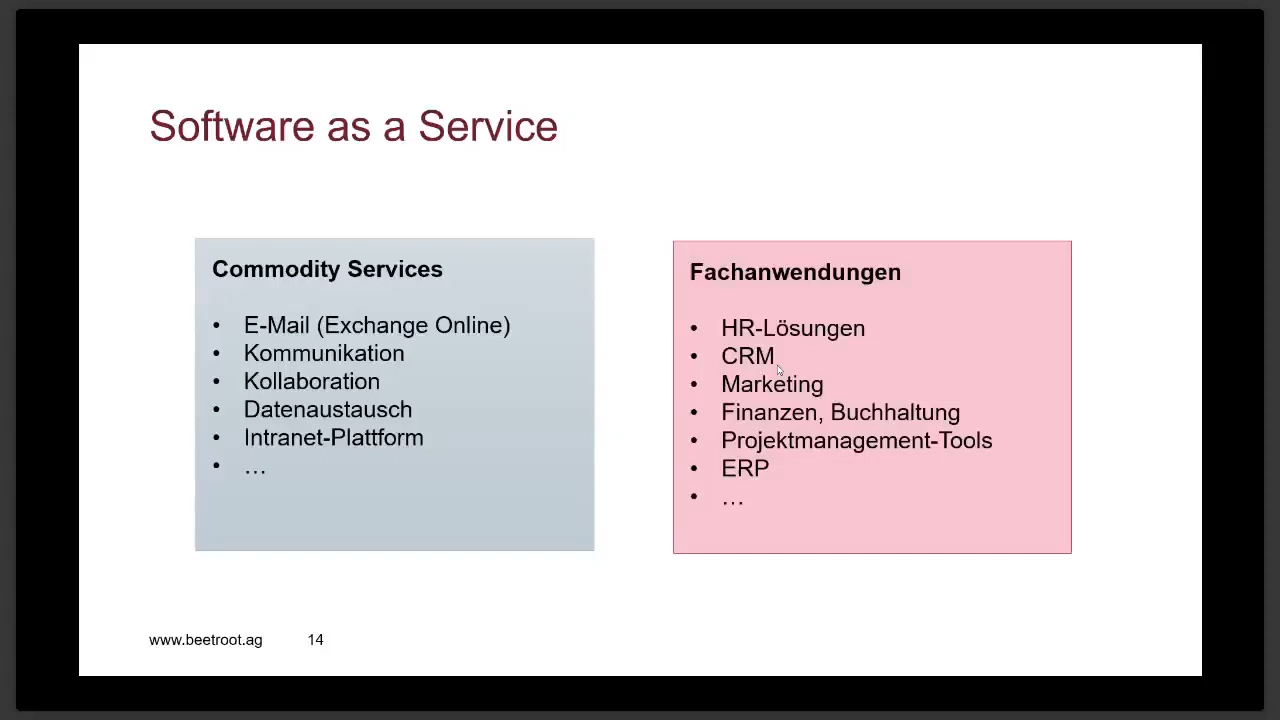 Software as a Service
Commodity Services
• E-Mail (Exchange Online)
• Kommunikation
• Kollaboration
• Datenaustausch
• Intranet-Plattform
• …
Fachanwendungen
• HR-Lösungen
• CRM
• Marketing
• Finanzen, Buchhaltung
• Projektmanagement-Tools
• ERP
• …
www.beetroot.ag 14